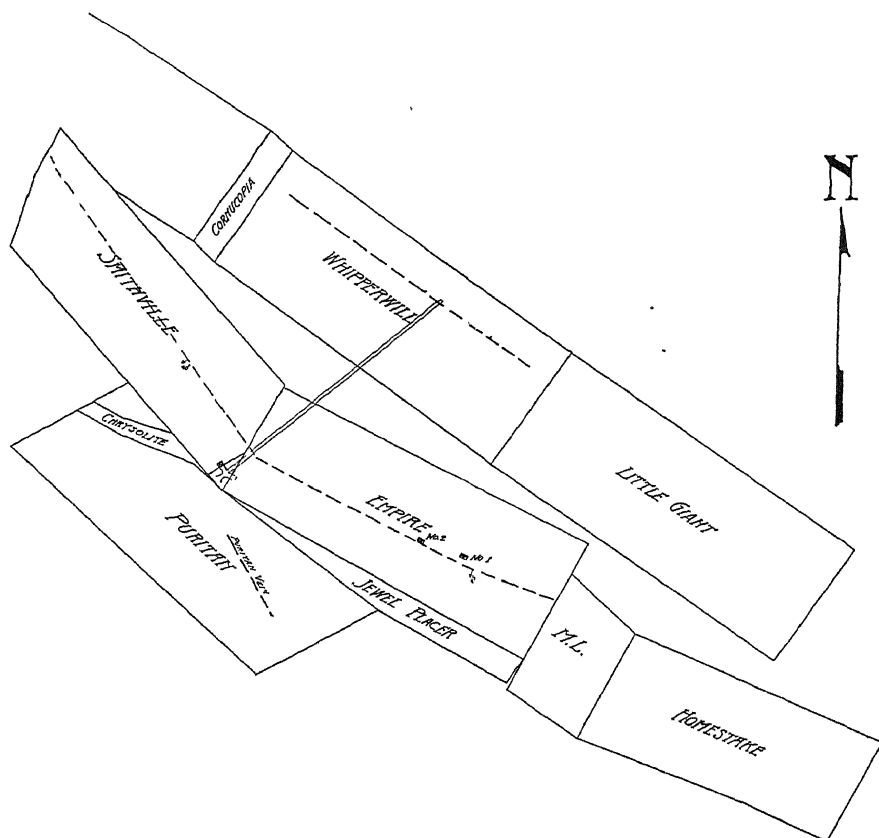 N
CORNUCOPIA
WHIPPERWILL
SMITHVILLE
CHRYSOLITE
LITTLE GIANT
EMPIRE
No. 2
No. 1
PURITAN
PURITAN VEIN
JEWEL PLACER
M.L.
HOMESTAKE